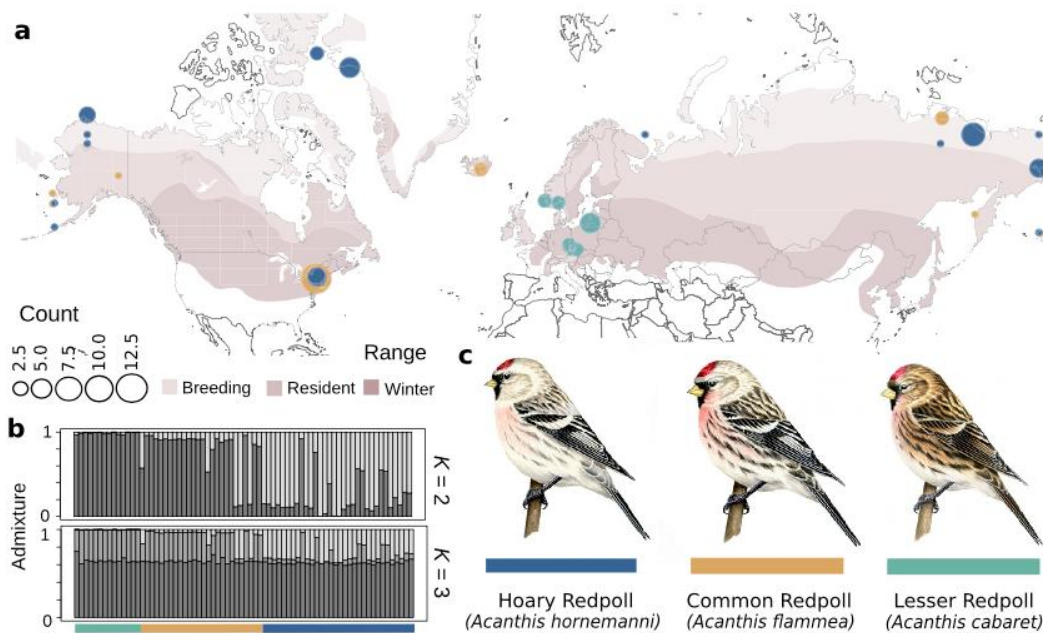 a
Count
2.5 5.0 7.5 10.0 12.5
Range
Breeding Resident Winter
b
1
0
K = 2
Admixture
1
0
K = 3
c
Hoary Redpoll
(Acanthis hornemanni)
Common Redpoll
(Acanthis flammea)
Lesser Redpoll
(Acanthis cabaret)